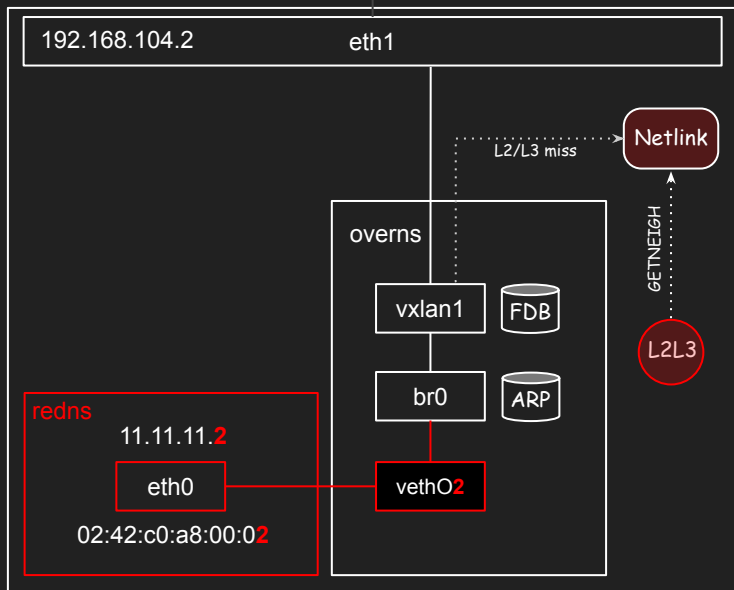 192.168.104.2
eth1
Netlink
L2/L3 miss
GETNEIGH
overns
vxlan1
FDB
L2L3
br0
ARP
redns
11.11.11.2
eth0
vethO2
02:42:c0:a8:00:02